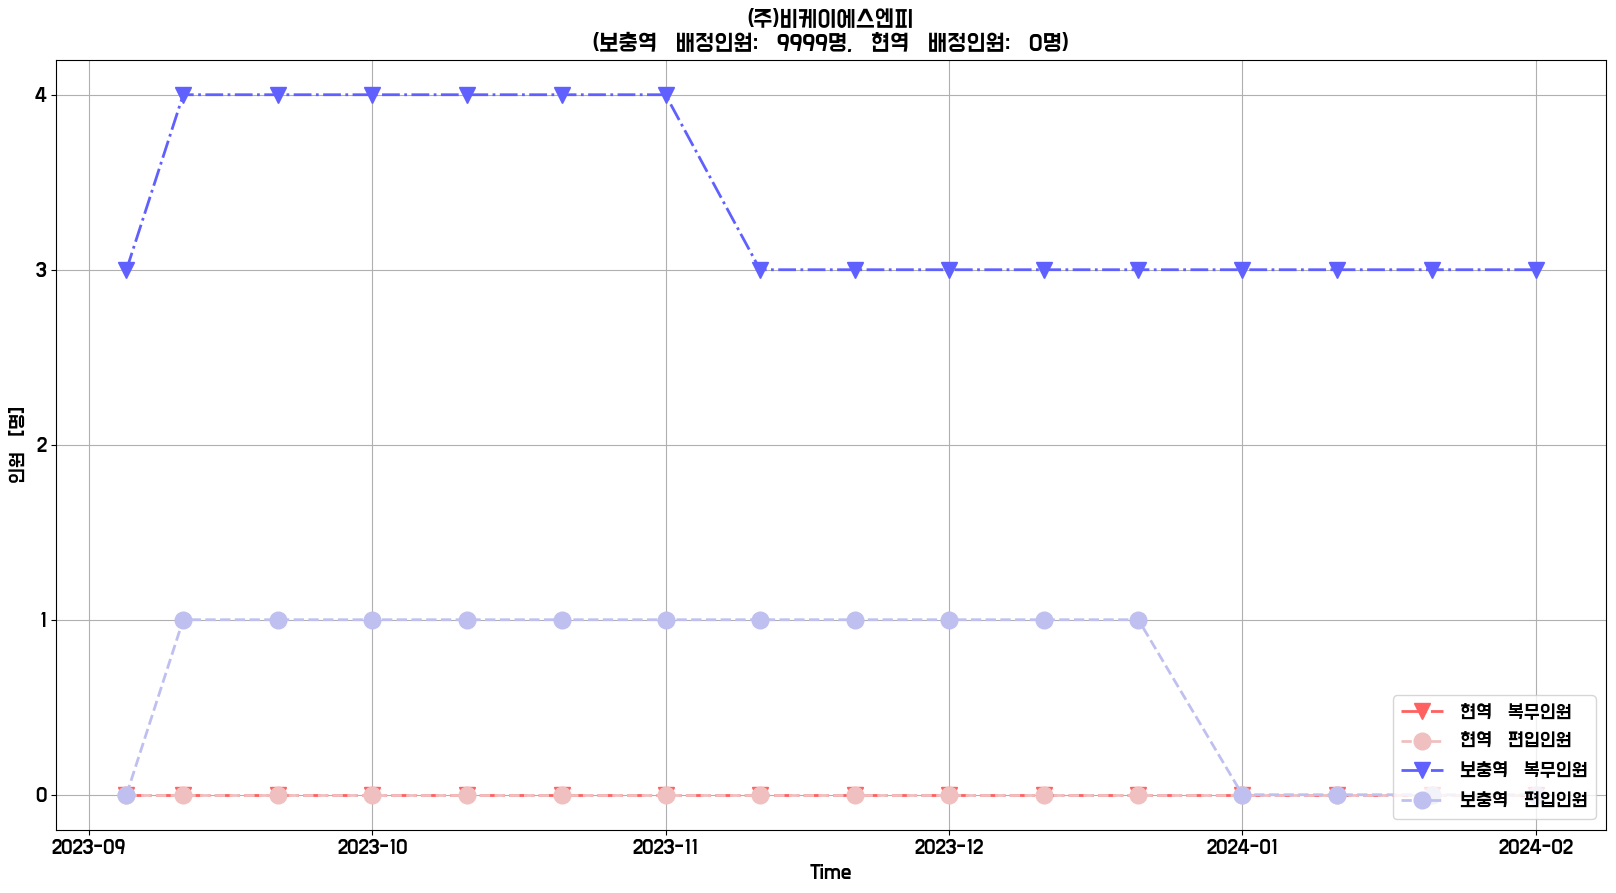 (주)비케이에스엔피
(보충역 배정인원: 9999명, 현역 배정인원: 0명)
4
3
2
1
0
인원 [명]
2023-09
2023-10
2023-11
2023-12
2024-01
2024-02
Time
현역 복무인원
현역 편입인원
보충역 복무인원
보충역 편입인원